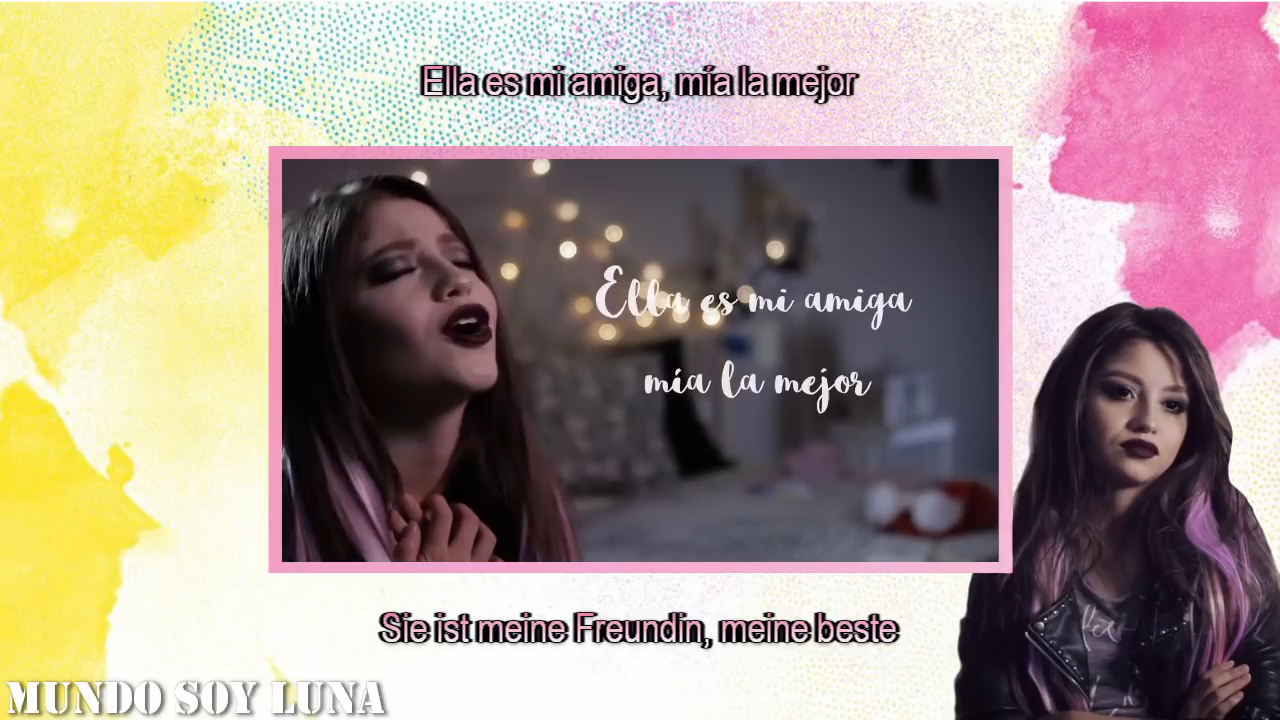 Ella es mi amiga, mía la mejor
Ella es mi amiga
mía la mejor
Sie ist meine Freundin, meine beste
MUNDO SOY LUNA